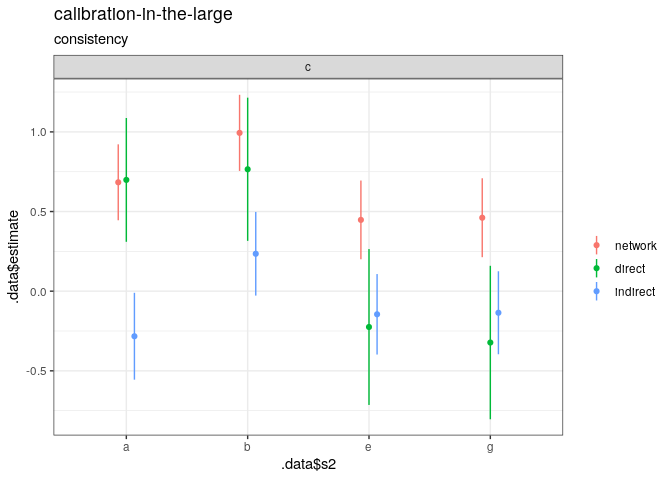 calibration-in-the-large
consistency
c
1.0
0.5
0.0
-0.5
.data$estimate
a b e g
.data$s2
network
direct
indirect